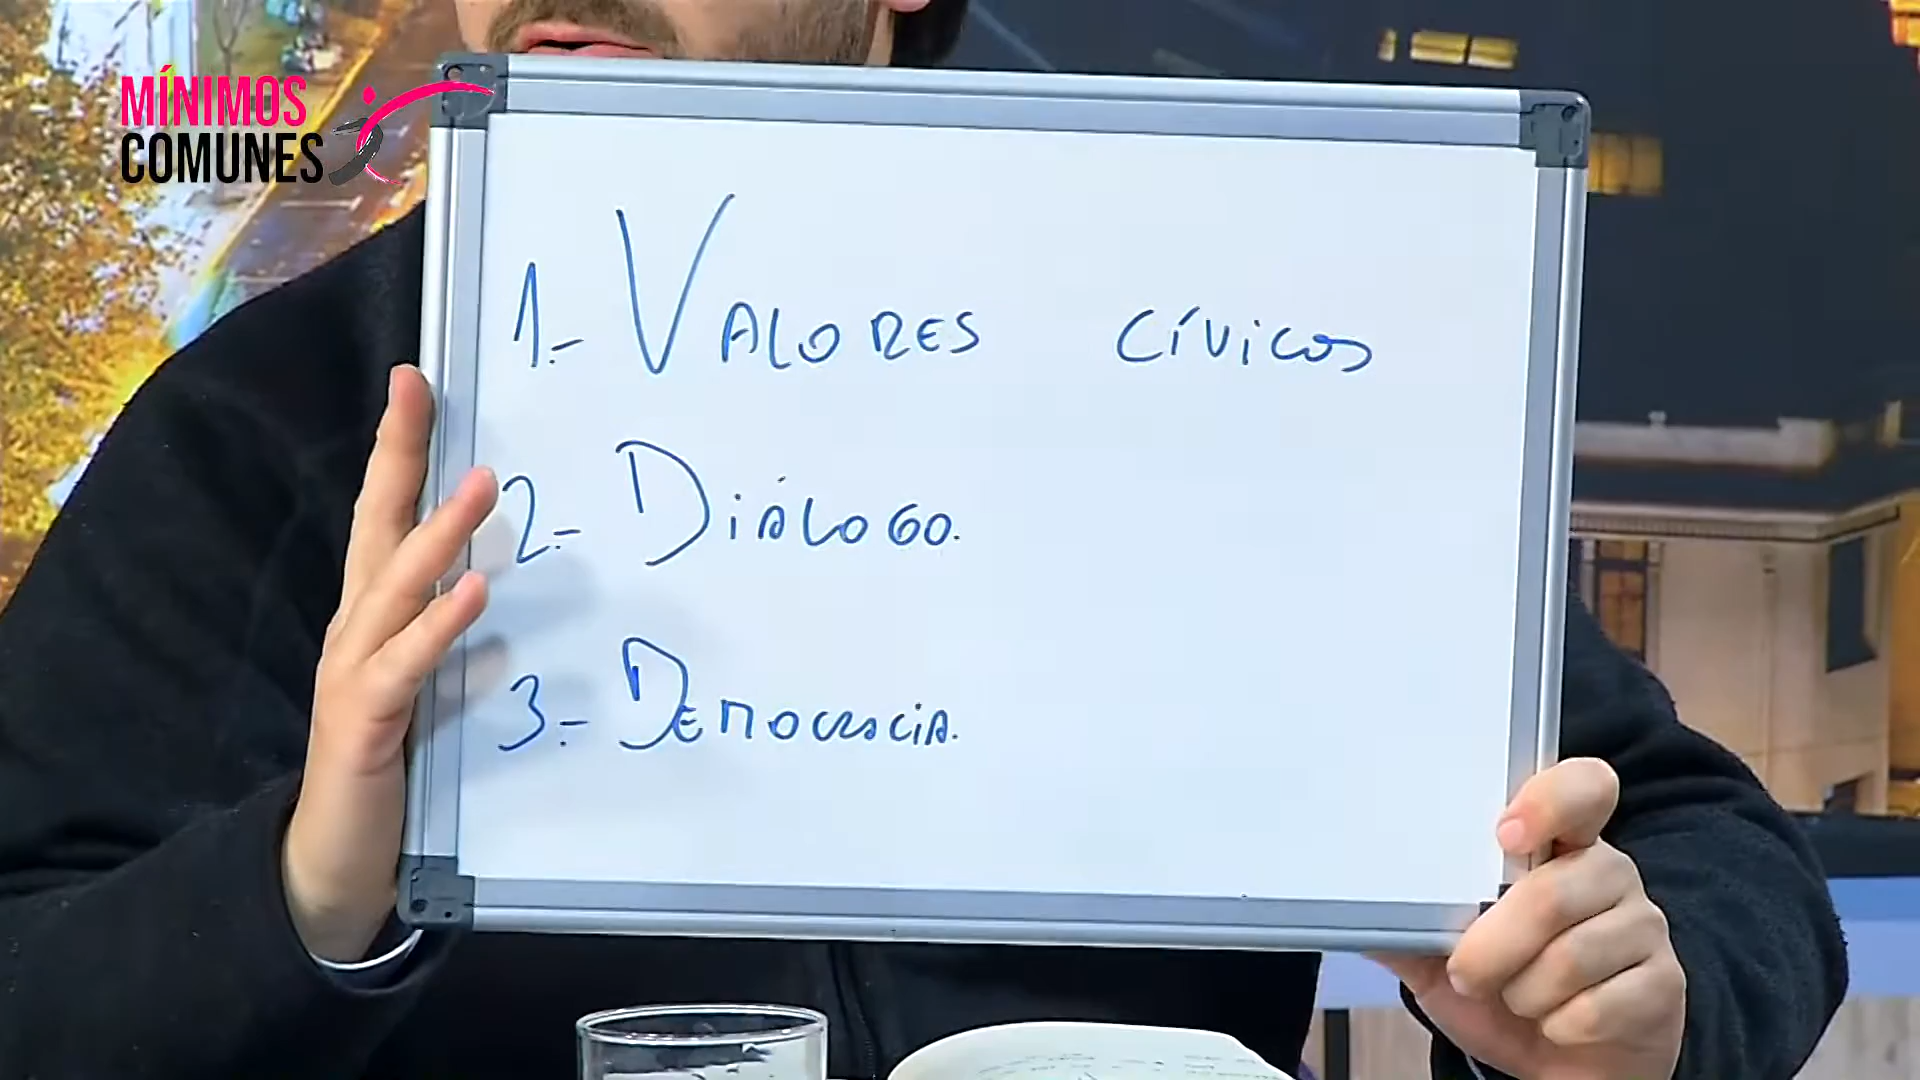 MÍNIMOS
COMUNES
1.- VALORES CÍVICOS
2.- DIÁLOGO.
3.- DEMOCRACIA.